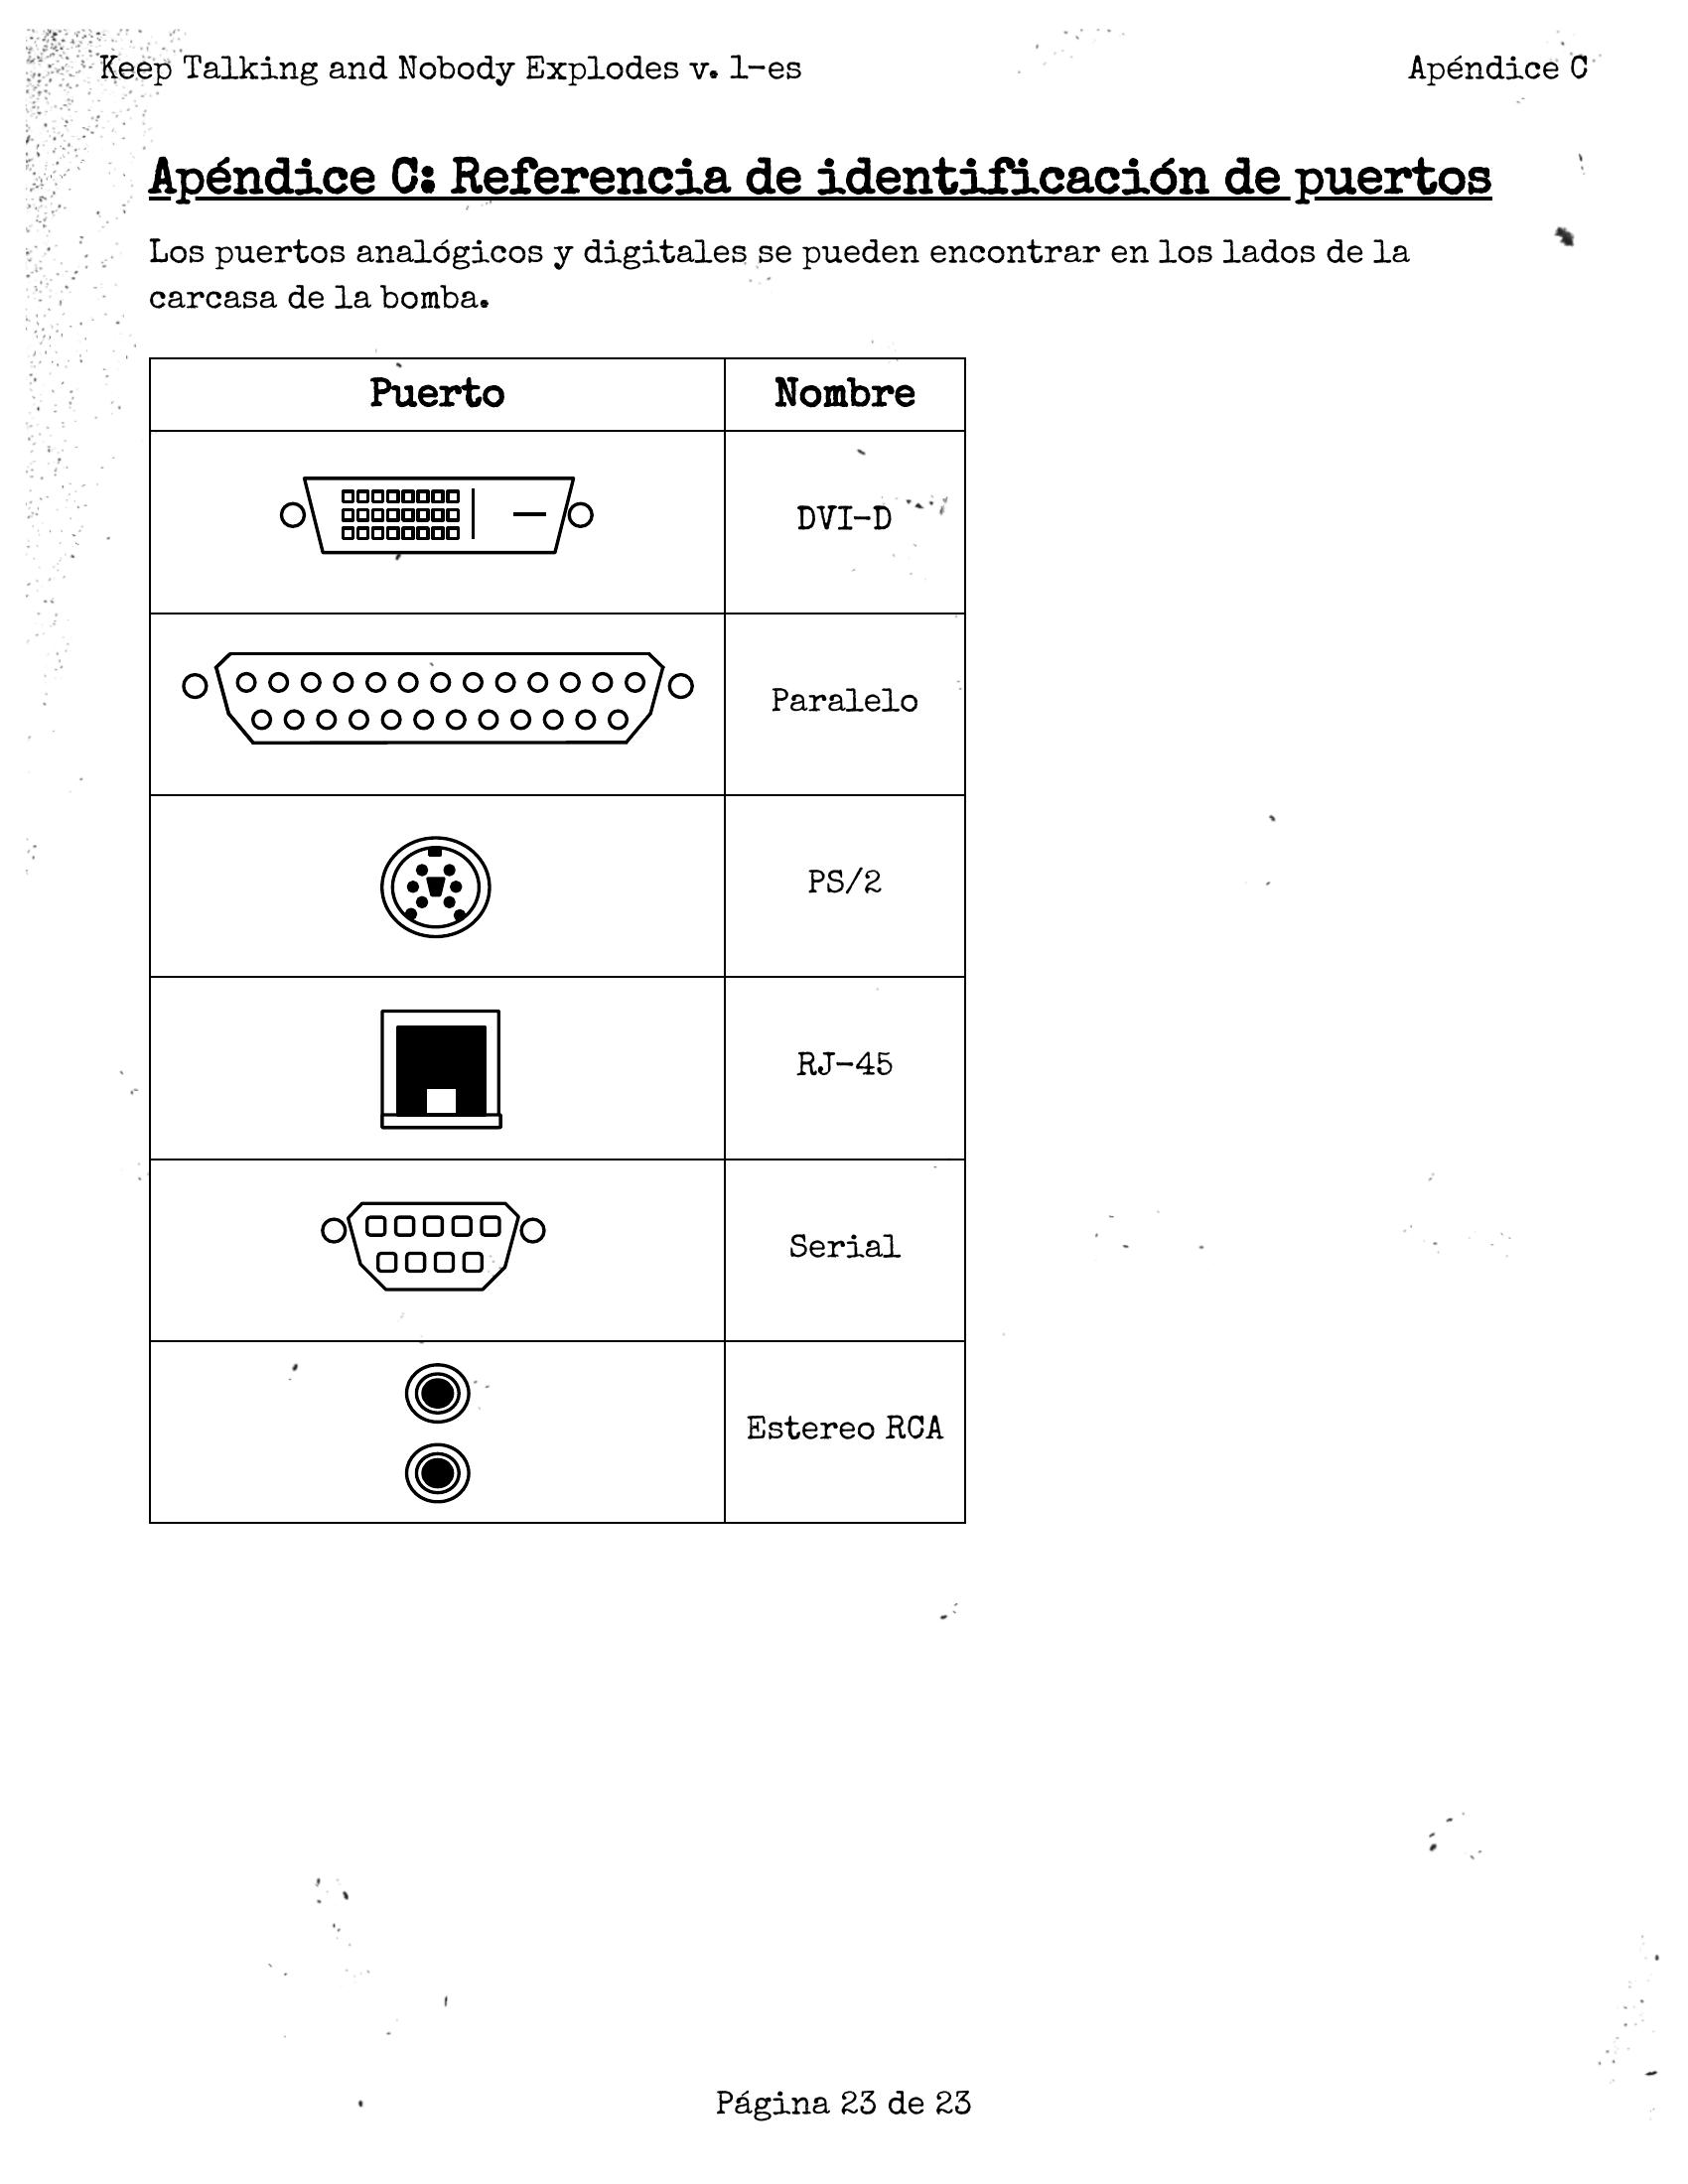 Keep Talking and Nobody Explodes v. 1-es
Apéndice C
Apéndice C: Referencia de identificación de puertos
Los puertos analógicos y digitales se pueden encontrar en los lados de la
carcasa de la bomba.
Puerto
Nombre
DVI-D
Paralelo
PS/2
RJ-45
Serial
Estereo RCA
Página 23 de 23